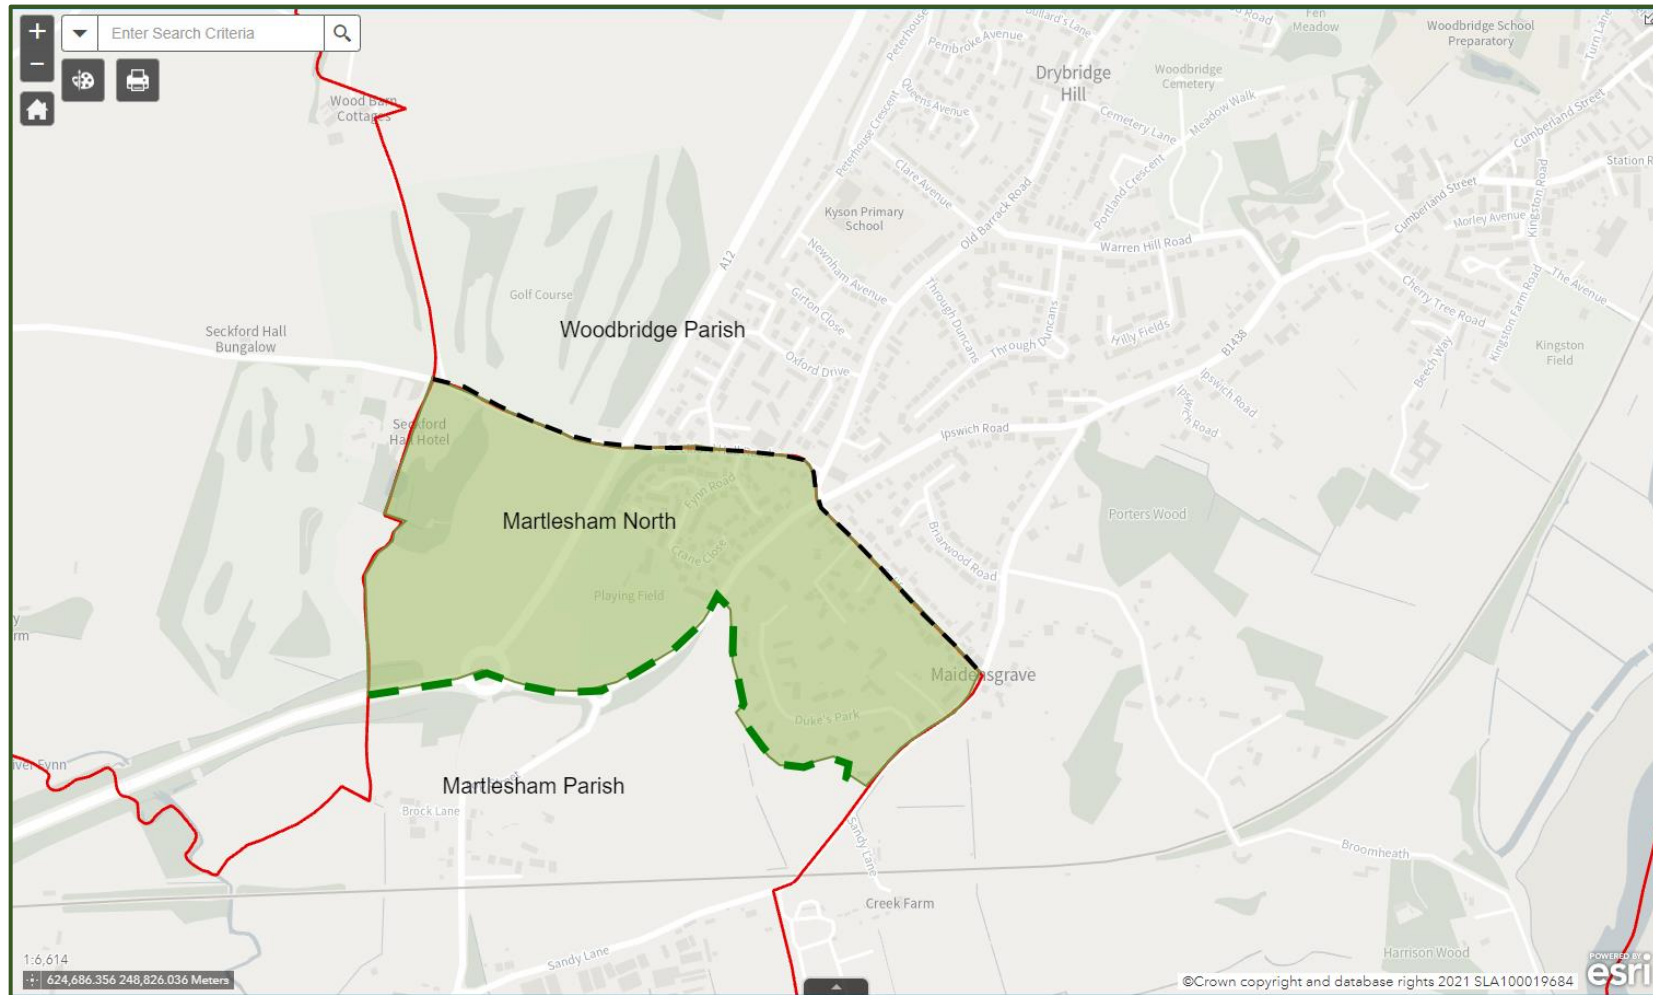 Enter Search Criteria
Pembroke Avenue
Fen
Meadow
Woodbridge School
Preparatory
Turn Lane
Drybridge
Hill
Woodbridge
Cemetery
Queens Avenue
Peterhouse Crescent
Wood Barn
Cottages
Cemetery Lane
Meadow Walk
Cumberland Street
Clare Avenue
Portland Crescent
Kyson Primary
School
Old Barrack Road
Cumberland Street
Morley Avenue
Kingston Road
Warren Hill Road
Newnham Avenue
A12
Golf Course
Girton Close
Through Duncans
Through Duncans
Hilly Fields
Cherry Tree Road
The Avenue
Kingston Farm Road
Seckford Hall
Bungalow
Woodbridge Parish
B1438
Kingston
Field
Oxford Drive
Beech Way
Ipswich Road
Ipswich Road
Ipswich Road
Seckford
Hall Hotel
Fynn Road
Martlesham North
Porters Wood
Briarwood Road
Crane Close
Playing Field
Maidensgrave
Duke's Park
Martlesham Parish
Brock Lane
Sandy Lane
Broomheath
Creek Farm
Harrison Wood
Sandy Lane
1:6,614
624,686.356 248,826.036 Meters
©Crown copyright and database rights 2021 SLA100019684
POWERED BY
esri